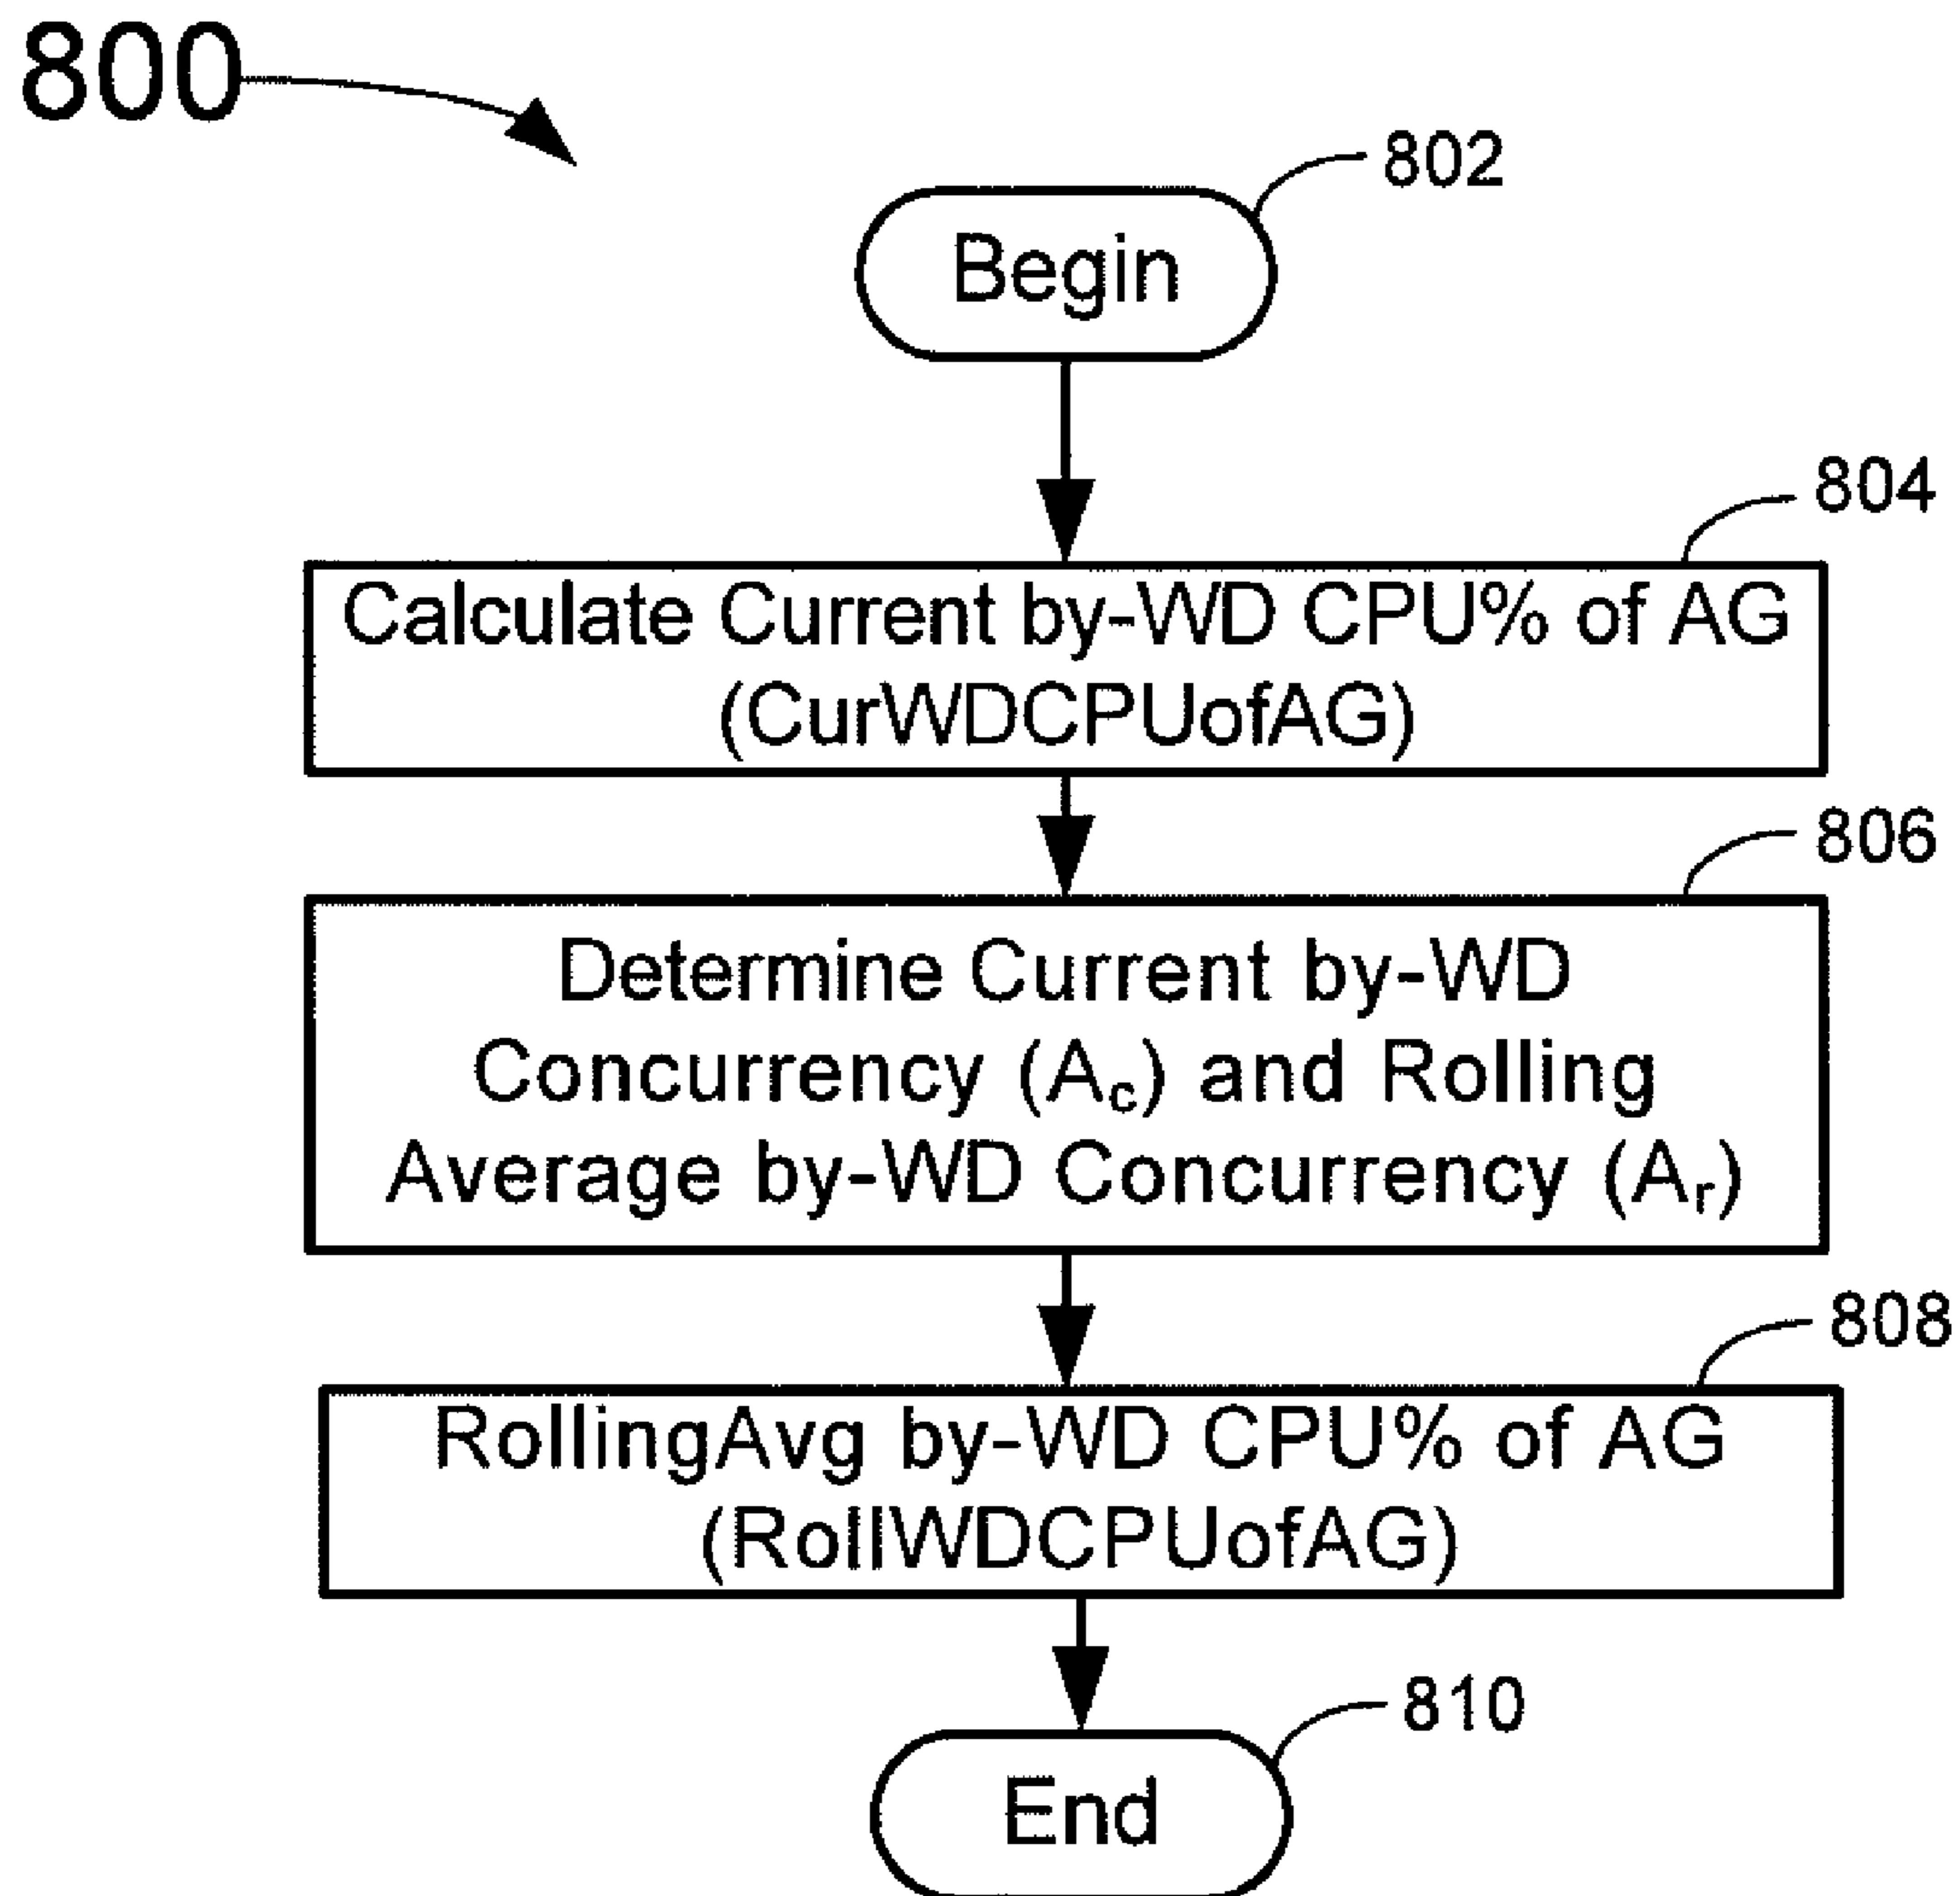 800
802
Begin
804
Calculate Current by-WD CPU% of AG
(CurWDCPUofAG)
806
Determine Current by-WD
Concurrency (Ac) and Rolling
Average by-WD Concurrency (Ar)
808
RollingAvg by-WD CPU% of AG
(RollWDCPUofAG)
810
End